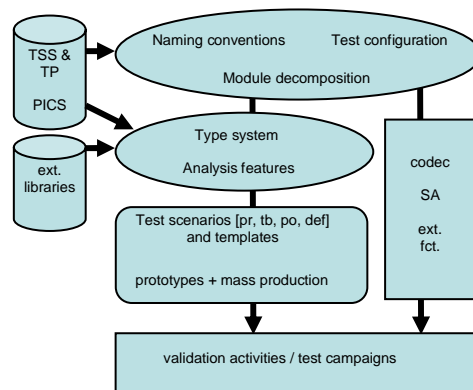 TSS &
TP
PICS
Naming conventions
Test configuration
Module decomposition
ext.
libraries
Type system
Analysis features
codec
SA
ext.
fct.
Test scenarios [pr, tb, po, def]
and templates
prototypes + mass production
validation activities / test campaigns